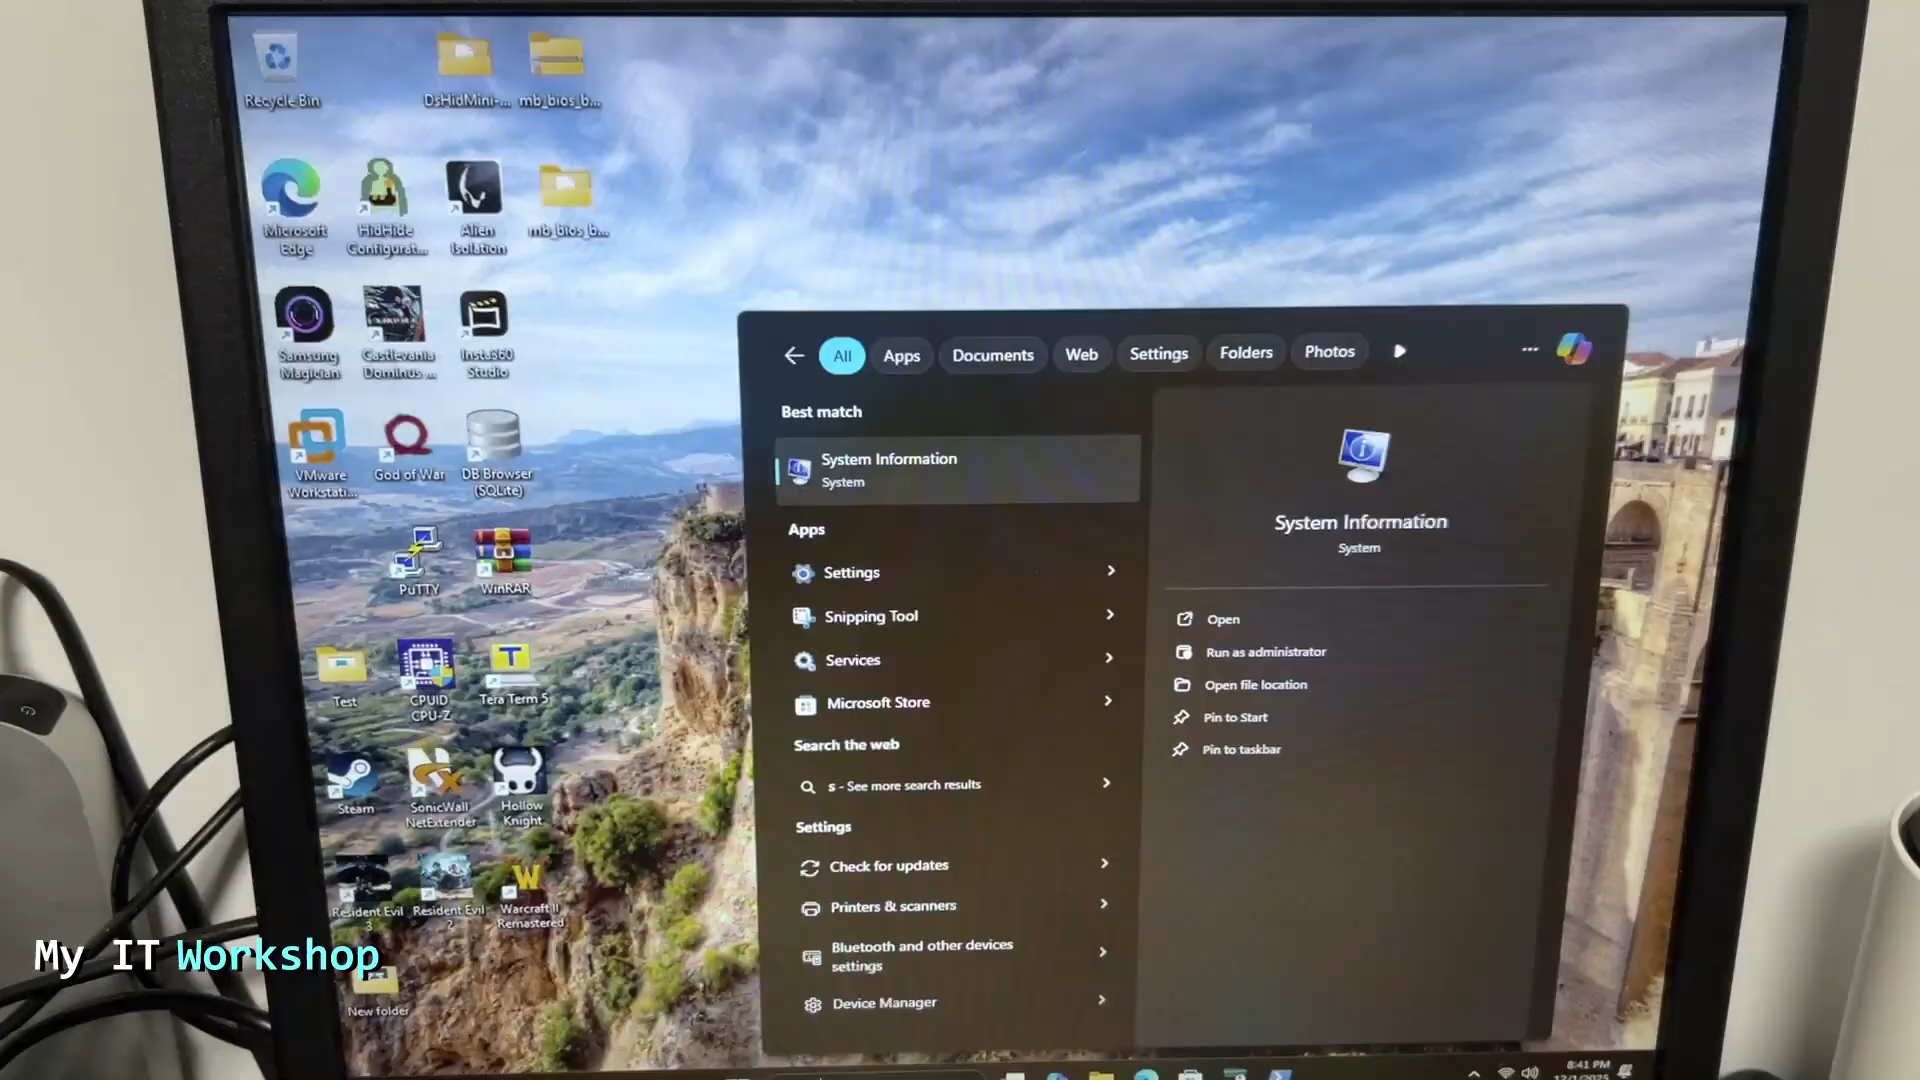 Recycle Bin
DsHidMini-...
mb_bios_b...
Microsoft
Edge
HidHide
Configurat...
Alien
Isolation
mb_bios_b...
Samsung
Magician
Castlevania
Dominus ...
Insta360
Studio
VMware
Workstati...
God of War
DB Browser
(SQLite)
PuTTY
WinRAR
Test
CPUID
CPU-Z
Tera Term 5
Steam
SonicWall
NetExtender
Hollow
Knight
Resident Evil
3
Resident Evil
2
Warcraft II
Remastered
New folder
My IT Workshop
All
Apps
Documents
Web
Settings
Folders
Photos
Best match
System Information
System
Apps
Settings
Snipping Tool
Services
Microsoft Store
Search the web
s - See more search results
Settings
Check for updates
Printers & scanners
Bluetooth and other devices
settings
Device Manager
System Information
System
Open
Run as administrator
Open file location
Pin to Start
Pin to taskbar
8:41 PM